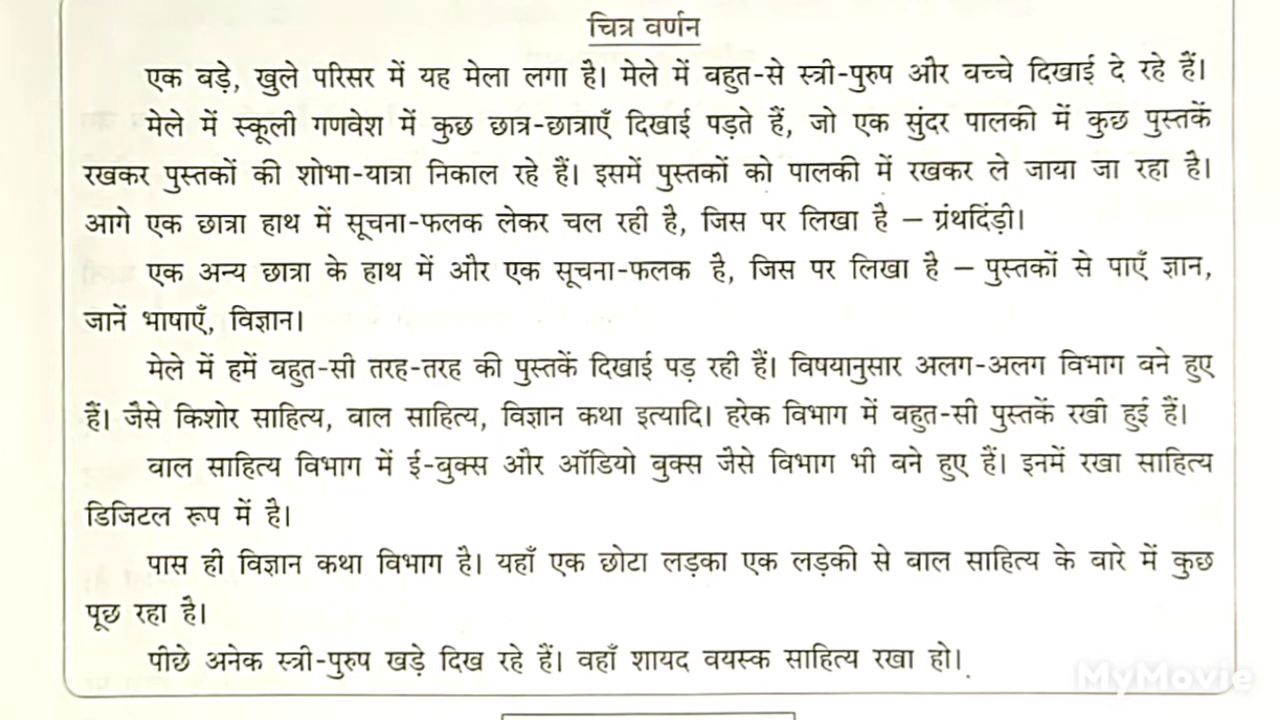 चित्र वर्णन
एक बड़े, खुले परिसर में यह मेला लगा है। मेले में बहुत-से स्त्री-पुरुष और बच्चे दिखाई दे रहे हैं।
मेले में स्कूली गणवेश में कुछ छात्र-छात्राएँ दिखाई पड़ते हैं, जो एक सुंदर पालकी में कुछ पुस्तकें
रखकर पुस्तकों की शोभा-यात्रा निकाल रहे हैं। इसमें पुस्तकों को पालकी में रखकर ले जाया जा रहा है।
आगे एक छात्रा हाथ में सूचना-फलक लेकर चल रही है, जिस पर लिखा है – ग्रंथदिंड़ी।
एक अन्य छात्रा के हाथ में और एक सूचना-फलक है, जिस पर लिखा है – पुस्तकों से पाएँ ज्ञान,
जानें भाषाएँ, विज्ञान।
मेले में हमें बहुत-सी तरह-तरह की पुस्तकें दिखाई पड़ रही हैं। विषयानुसार अलग-अलग विभाग बने हुए
हैं। जैसे किशोर साहित्य, बाल साहित्य, विज्ञान कथा इत्यादि। हरेक विभाग में बहुत-सी पुस्तकें रखी हुई हैं।
बाल साहित्य विभाग में ई-बुक्स और ऑडियो बुक्स जैसे विभाग भी बने हुए हैं। इनमें रखा साहित्य
डिजिटल रूप में है।
पास ही विज्ञान कथा विभाग है। यहाँ एक छोटा लड़का एक लड़की से बाल साहित्य के बारे में कुछ
पूछ रहा है।
पीछे अनेक स्त्री-पुरुष खड़े दिख रहे हैं। वहाँ शायद वयस्क साहित्य रखा हो।
MyMovie